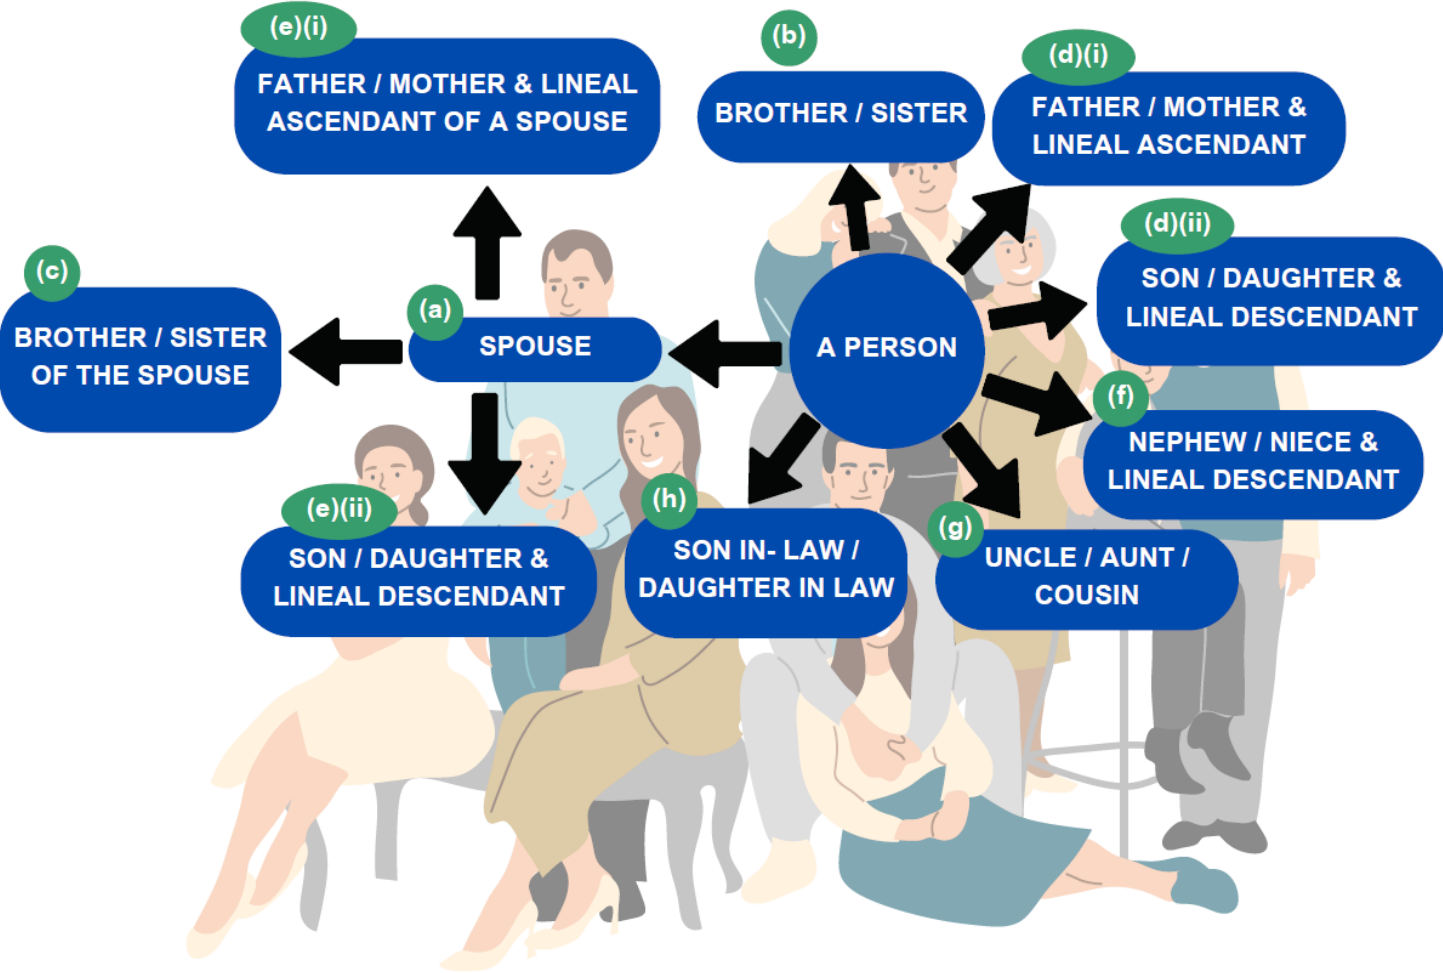 (e)(i)
FATHER / MOTHER & LINEAL
ASCENDANT OF A SPOUSE
(b)
BROTHER / SISTER
(d)(i)
FATHER / MOTHER &
LINEAL ASCENDANT
(d)(ii)
SON / DAUGHTER &
LINEAL DESCENDANT
(c)
BROTHER / SISTER
OF THE SPOUSE
(a)
SPOUSE
A PERSON
(f)
NEPHEW / NIECE &
LINEAL DESCENDANT
(e)(ii)
SON / DAUGHTER &
LINEAL DESCENDANT
(h)
SON IN- LAW /
DAUGHTER IN LAW
(g)
UNCLE / AUNT /
COUSIN